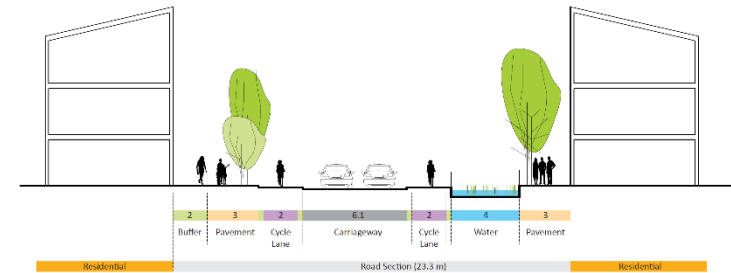 2 3 2 6.1 2 4 3
Buffer Pavement Cycle Lane Carriageway Cycle Lane Water Pavement
Residential Road Section (23.3 m) Residential